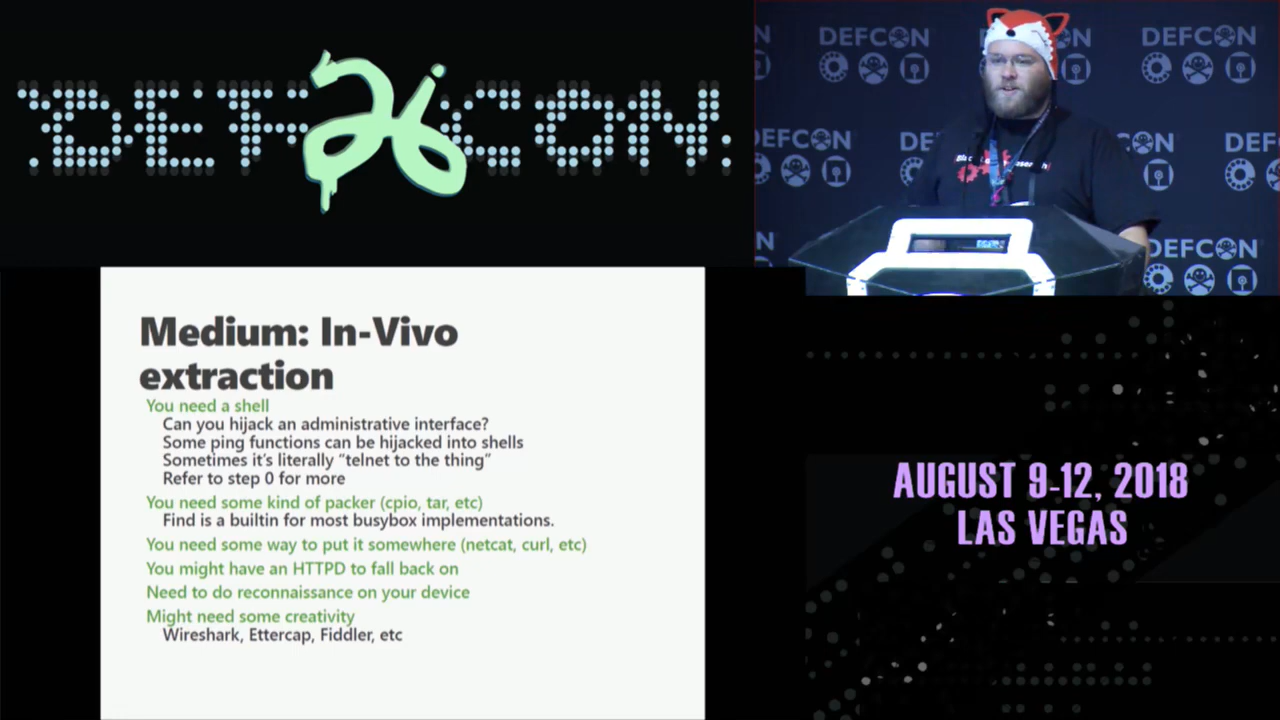 DEF CON
26
DEFCON
DEFCON
DEFCON
DEFCON
Medium: In-Vivo
extraction
You need a shell
Can you hijack an administrative interface?
Some ping functions can be hijacked into shells
Sometimes it's literally “telnet to the thing”
Refer to step 0 for more
You need some kind of packer (cpio, tar, etc)
Find is a builtin for most busybox implementations.
You need some way to put it somewhere (netcat, curl, etc)
You might have an HTTPD to fall back on
Need to do reconnaissance on your device
Might need some creativity
Wireshark, Ettercap, Fiddler, etc
AUGUST 9-12, 2018
LAS VEGAS